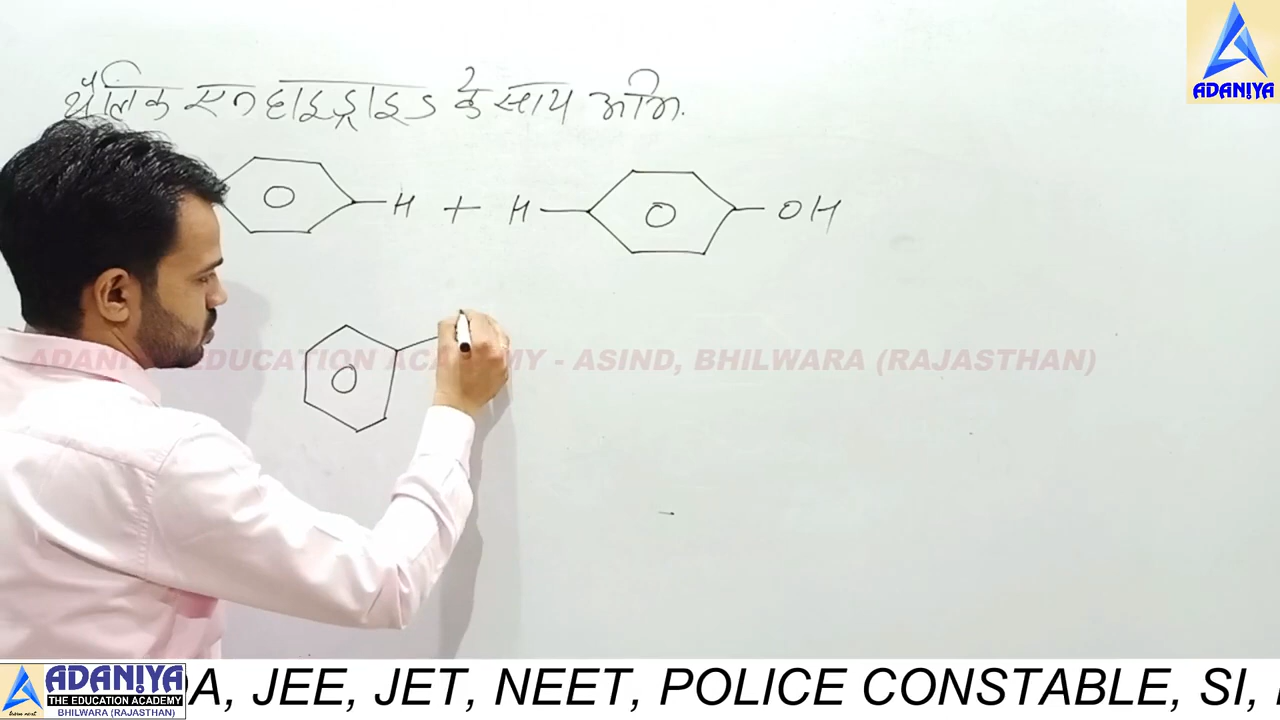 थैलिक एनहाइड्राइड के साथ अभि.
ADANIYA
H + H OH
ADANIYA EDUCATION ACADEMY - ASIND, BHILWARA (RAJASTHAN)
ADANIYA
THE EDUCATION ACADEMY
BHILWARA (RAJASTHAN)
A, JEE, JET, NEET, POLICE CONSTABLE, SI,